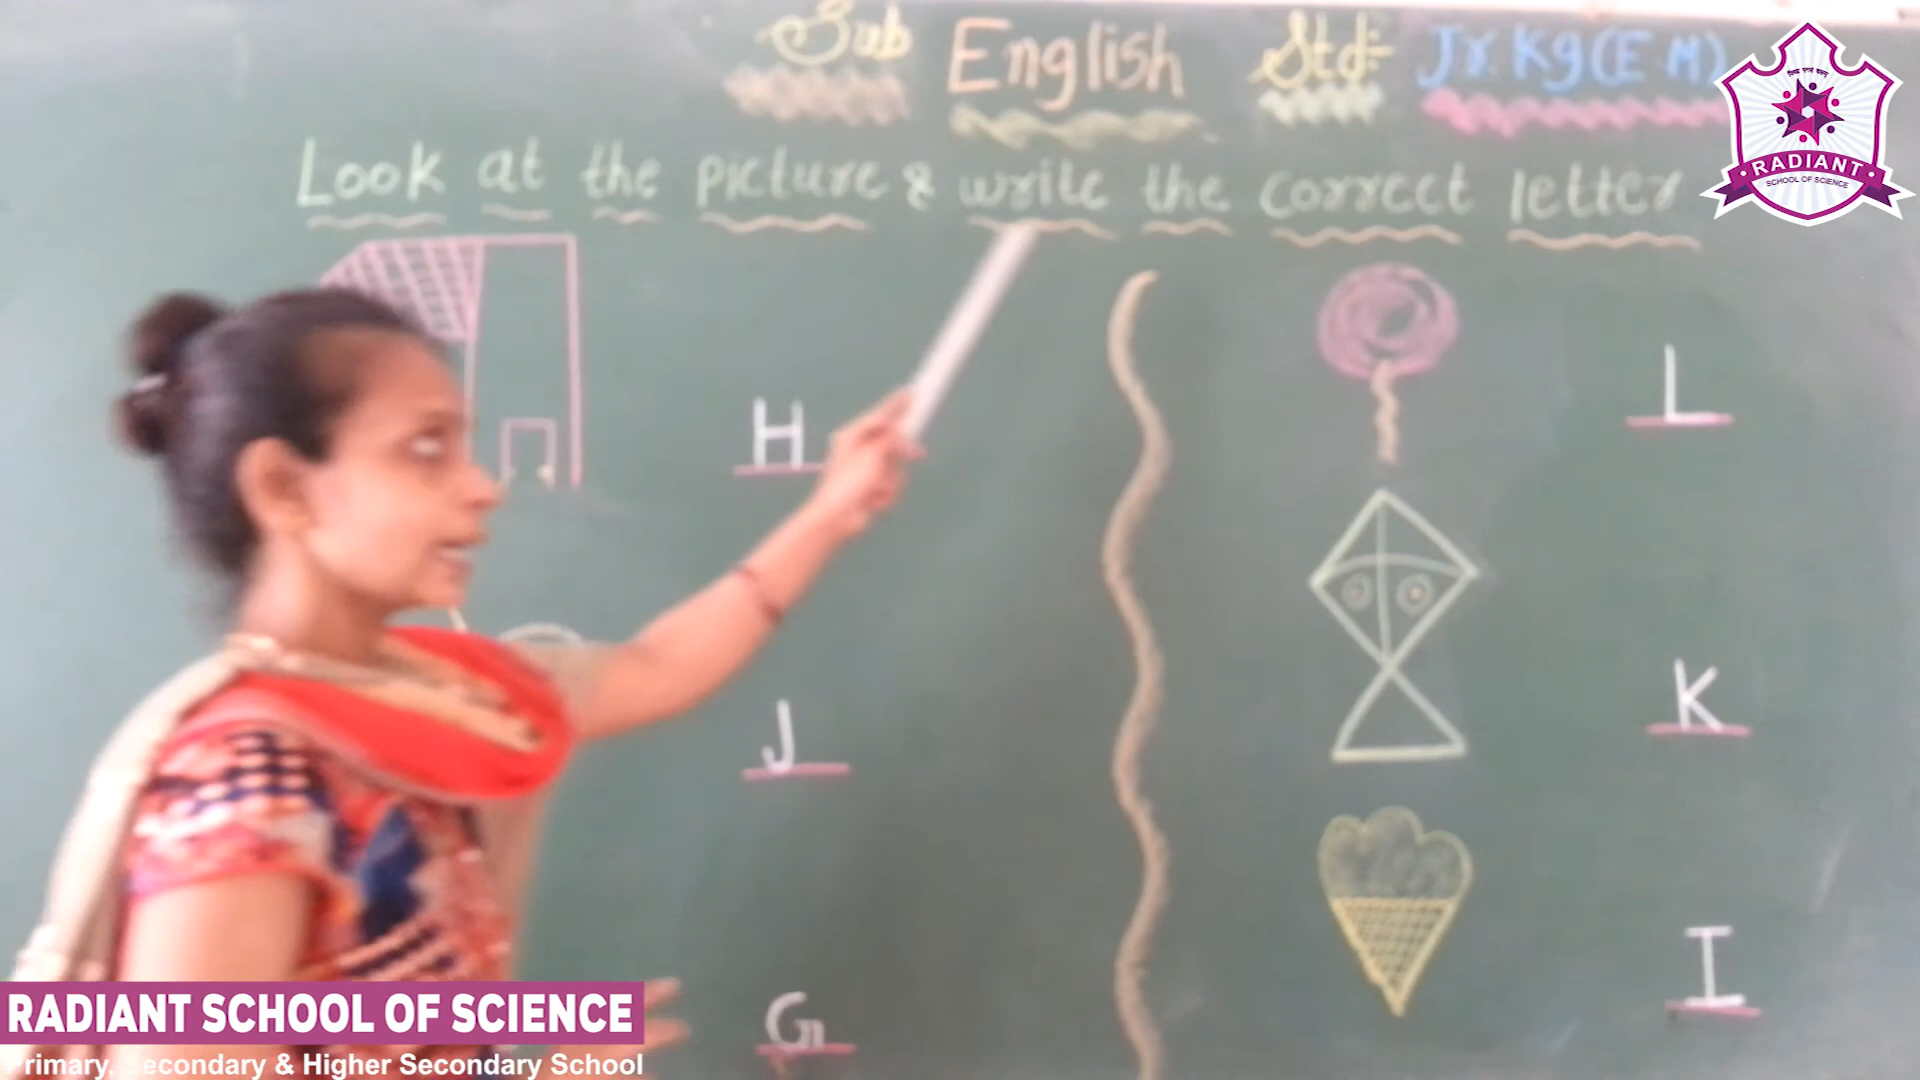 Sub English Std:- Jr. Kg (E M)
Look at the picture & write the correct letter
H
J
G
L
K
I
RADIANT
SCHOOL OF SCIENCE
RADIANT SCHOOL OF SCIENCE
Primary, Secondary & Higher Secondary School